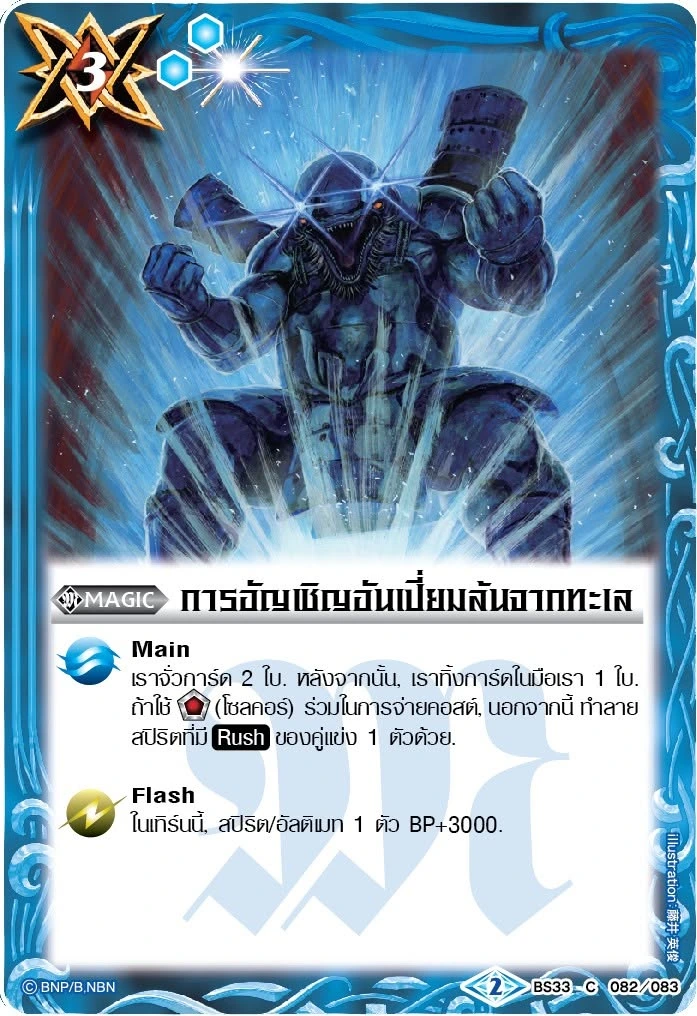 3
MAGIC การอัญเชิญอันเปี่ยมล้นจากทะเล
Main
เราจั่วการ์ด 2 ใบ. หลังจากนั้น, เราทิ้งการ์ดในมือเรา 1 ใบ.
ถ้าใช้ (โซลคอร์) ร่วมในการจ่ายคอสต์, นอกจากนี้ ทำลาย
สปิริตที่มี Rush ของคู่แข่ง 1 ตัวด้วย.
Flash
ในเทิร์นนี้, สปิริต/อัลติเมท 1 ตัว BP+3000.
illustration: 藤井英俊
© BNP/B,NBN
2 BS33 C 082/083